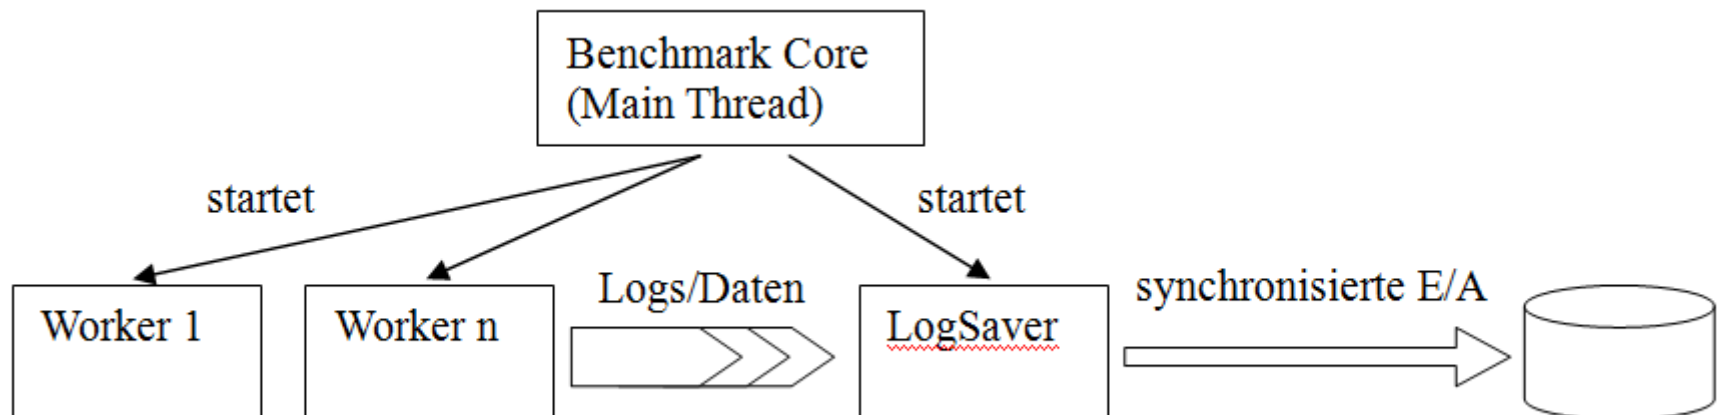 Benchmark Core
(Main Thread)
startet
startet
Logs/Daten
synchronisierte E/A
Worker 1
Worker n
LogSaver